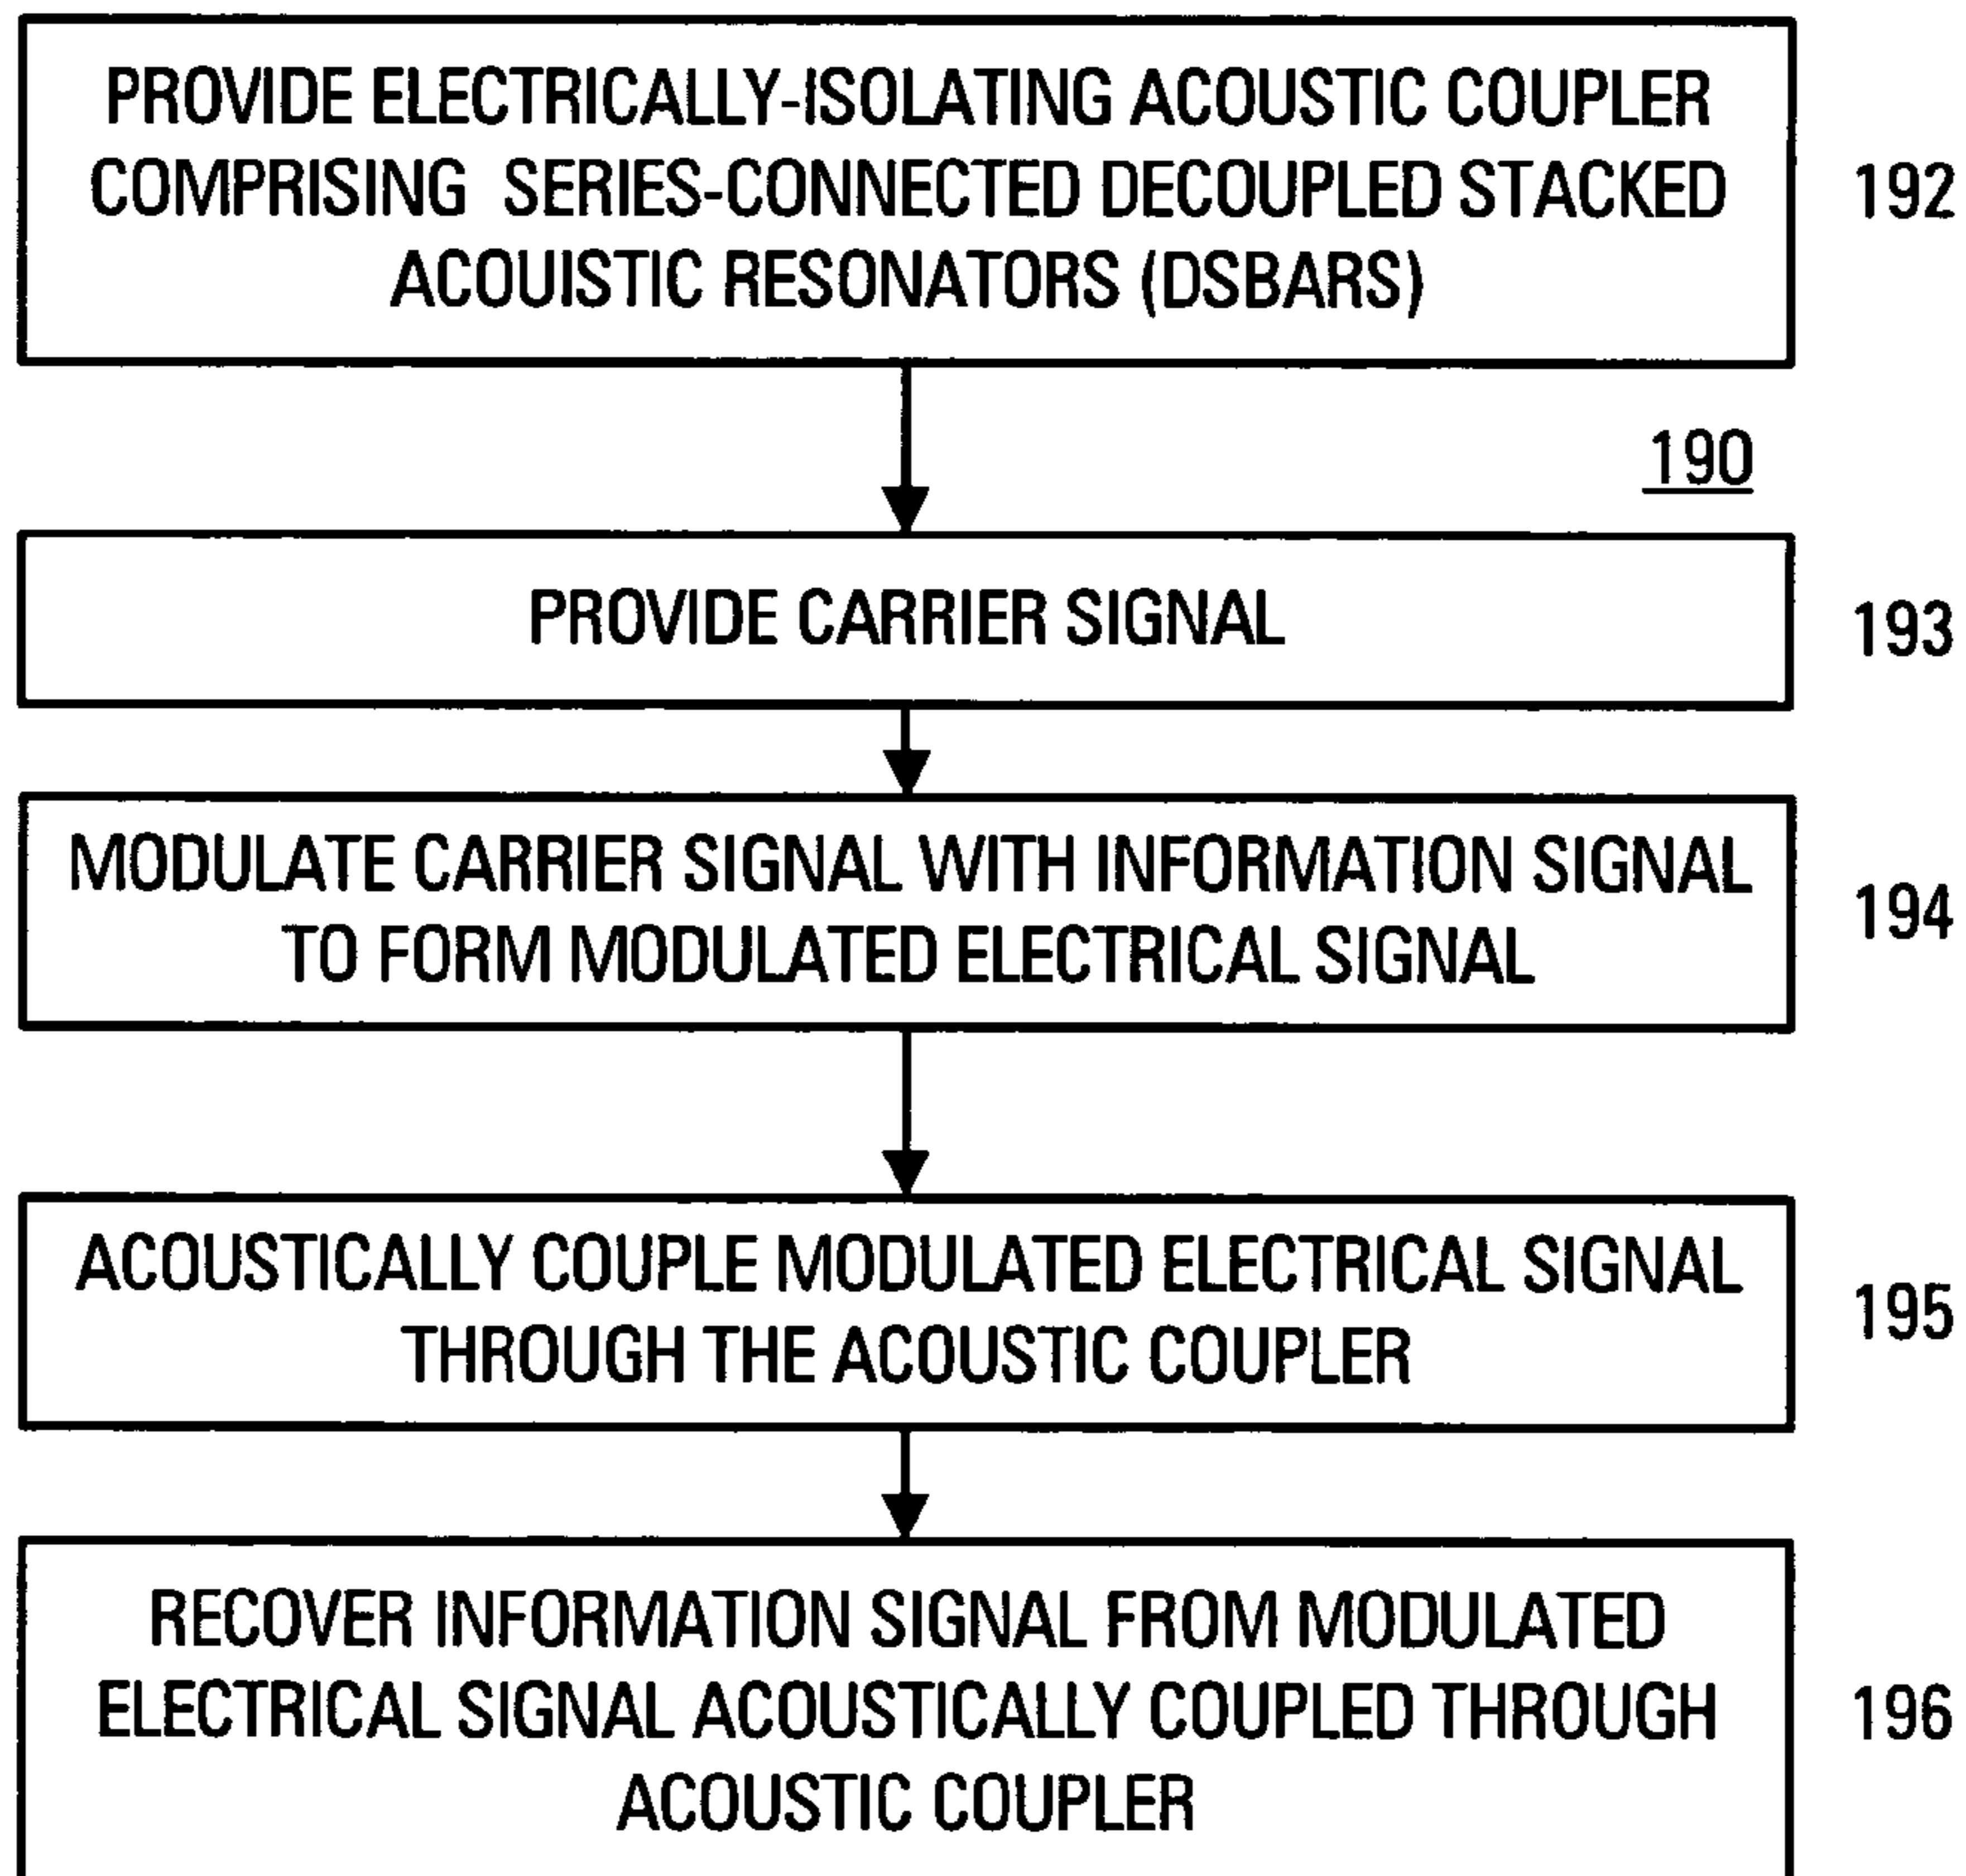 PROVIDE ELECTRICALLY-ISOLATING ACOUSTIC COUPLER
COMPRISING SERIES-CONNECTED DECOUPLED STACKED
ACOUISTIC RESONATORS (DSBARS)
192
190
PROVIDE CARRIER SIGNAL
193
MODULATE CARRIER SIGNAL WITH INFORMATION SIGNAL
TO FORM MODULATED ELECTRICAL SIGNAL
194
ACOUSTICALLY COUPLE MODULATED ELECTRICAL SIGNAL
THROUGH THE ACOUSTIC COUPLER
195
RECOVER INFORMATION SIGNAL FROM MODULATED
ELECTRICAL SIGNAL ACOUSTICALLY COUPLED THROUGH
ACOUSTIC COUPLER
196